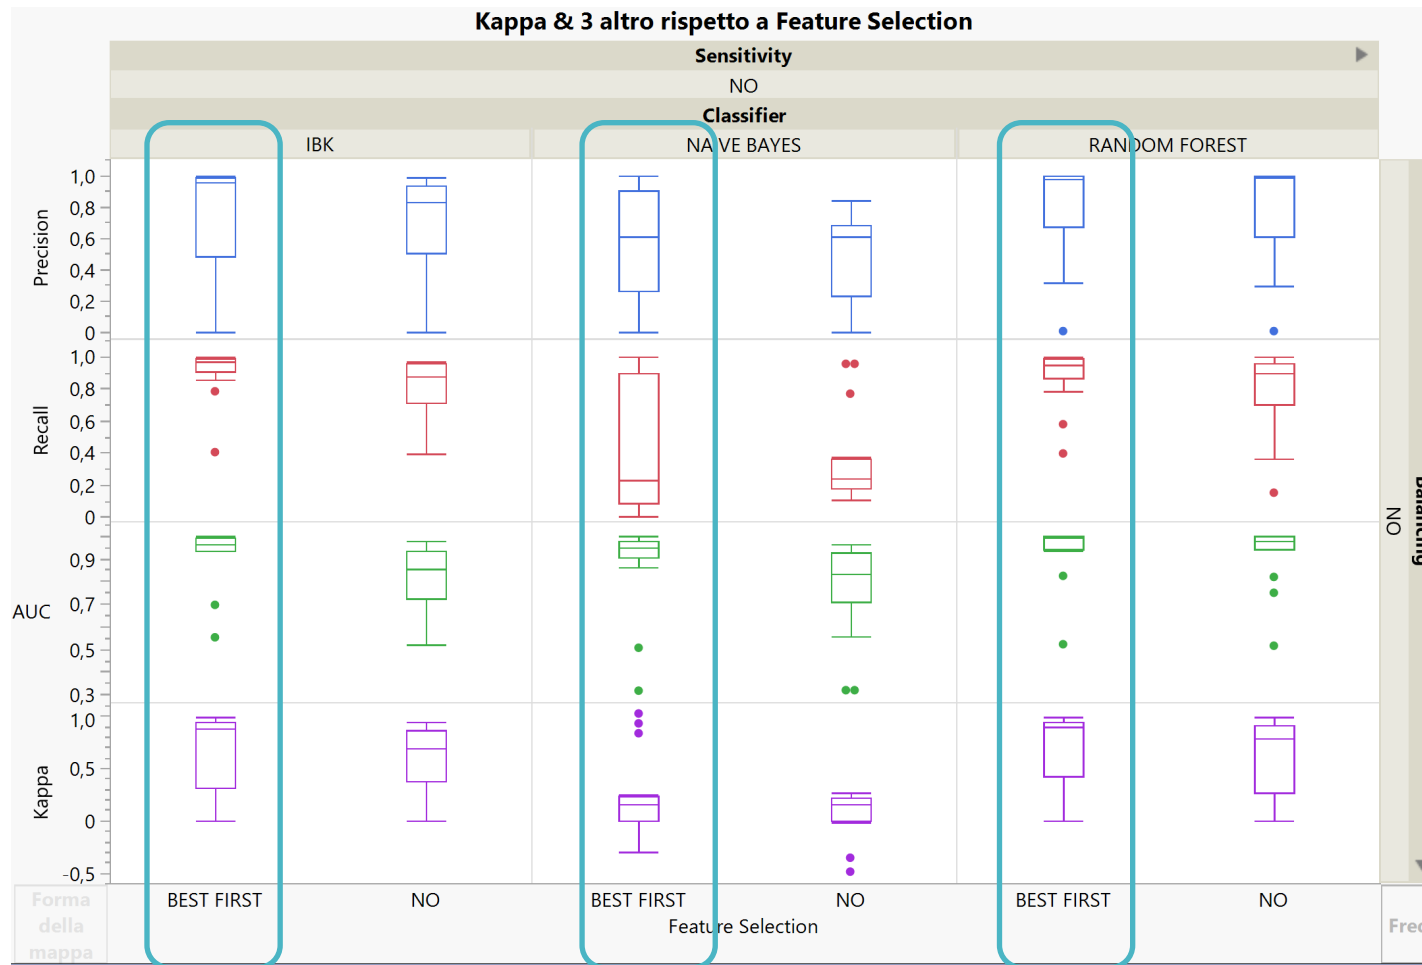 Kappa & 3 altro rispetto a Feature Selection
Sensitivity
NO
Classifier
IBK
NAIVE BAYES
RANDOM FOREST
Precision
1,0
0,8
0,6
0,4
0,2
0
Recall
1,0
0,8
0,6
0,4
0,2
0
AUC
0,9
0,7
0,5
0,3
Kappa
1,0
0,5
0
-0,5
NO
Balancing
BEST FIRST
NO
BEST FIRST
NO
BEST FIRST
NO
Feature Selection
Forma
della
mappa